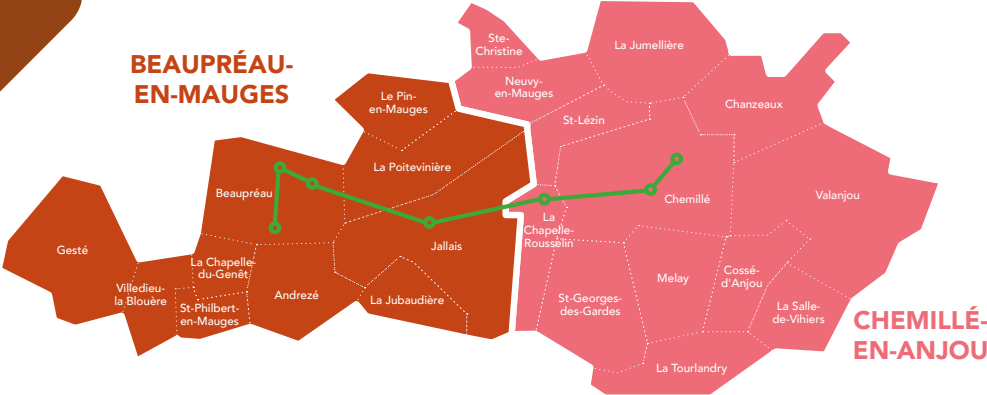 BEAUPRÉAU-
EN-MAUGES
Le Pin-
en-Mauges
La Poitevinière
Beaupréau
Gesté
La Chapelle-
du-Genêt
Villedieu-
la-Blouère
St-Philbert-
en-Mauges
Andrezé
Jallais
La Jubaudière
Ste-
Christine
La Jumellière
Neuvy-
en-Mauges
St-Lézin
Chanzeaux
Chemillé
Valanjou
La
Chapelle-
Rousselin
St-Georges-
des-Gardes
Melay
Cossé-
d'Anjou
La Salle-
de-Vihiers
La Tourlandry
CHEMILLÉ-
EN-ANJOU